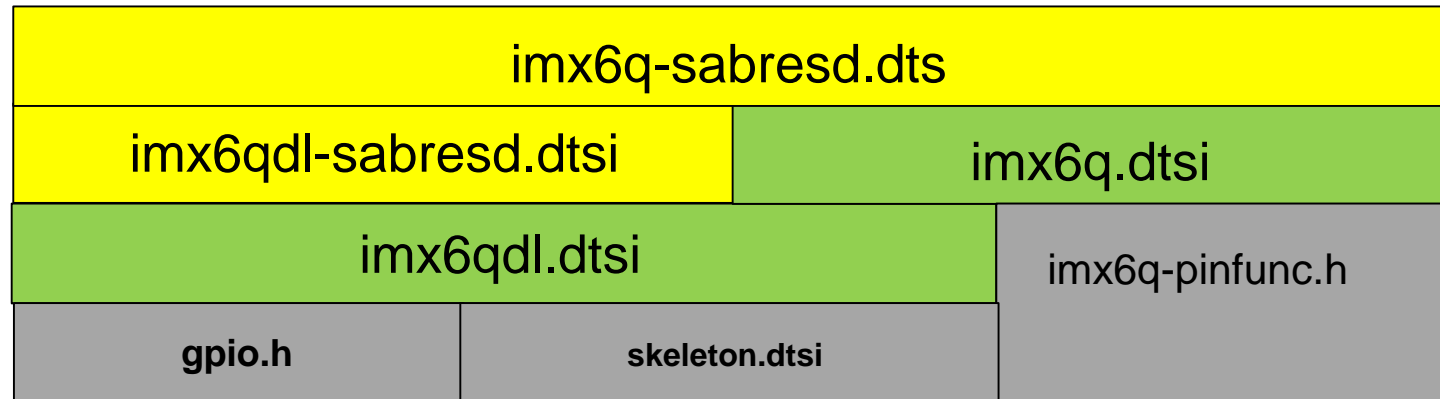 imx6q-sabresd.dts
imx6qdl-sabresd.dtsi
imx6q.dtsi
imx6qdl.dtsi
imx6q-pinfunc.h
gpio.h
skeleton.dtsi